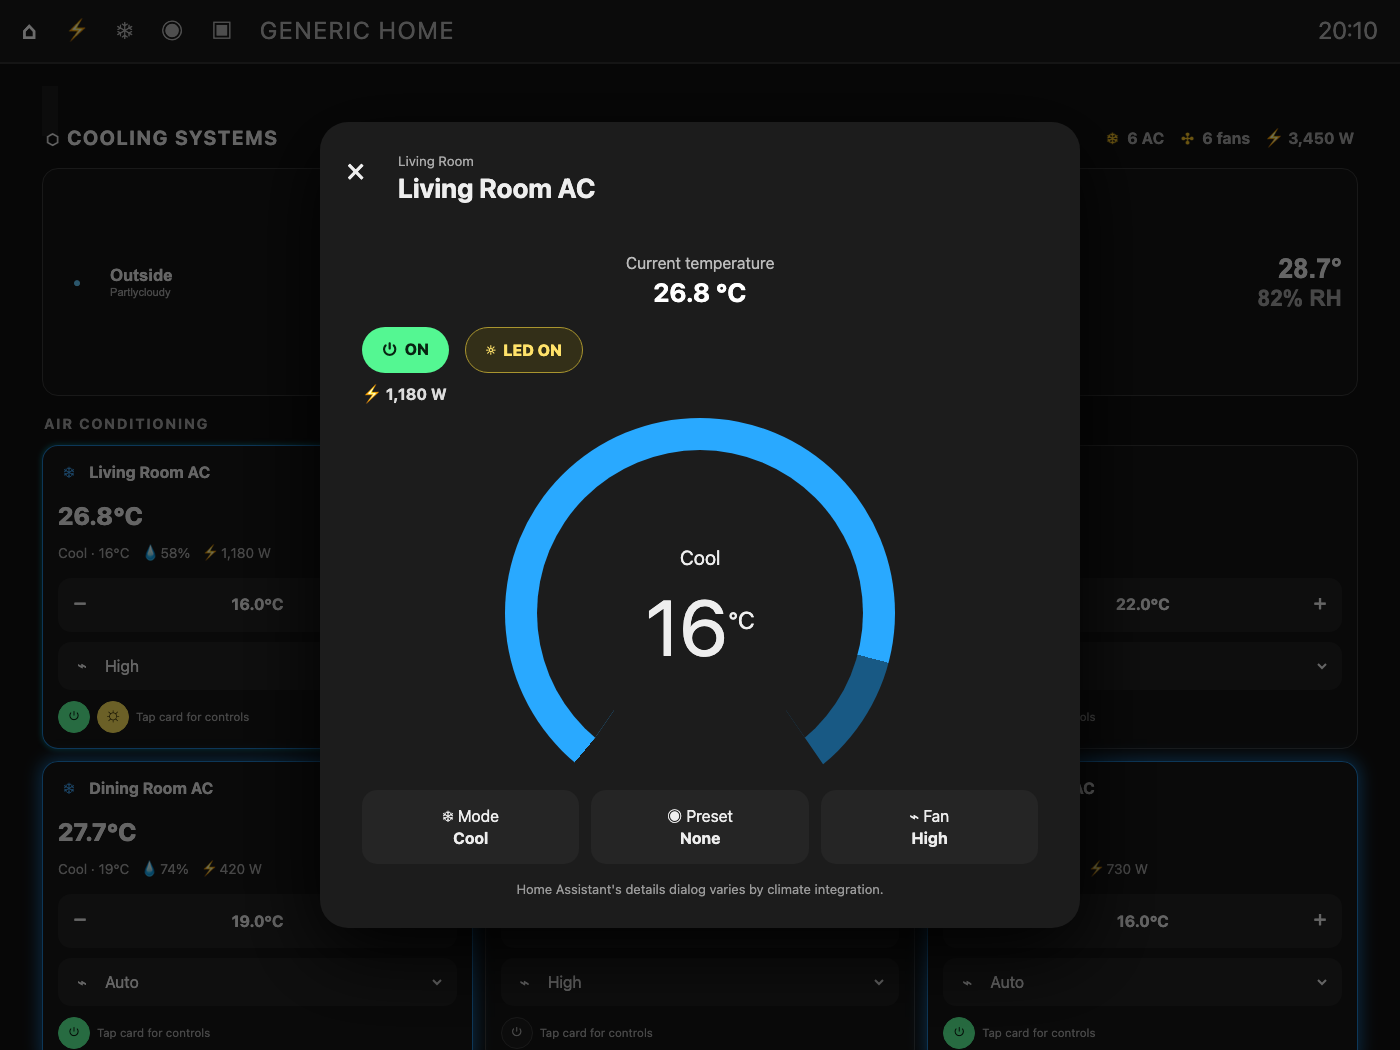 GENERIC HOME
20:10
COOLING SYSTEMS
6 AC 6 fans 3,450 W
Outside
Partlycloudy
28.7°
82% RH
AIR CONDITIONING
Living Room AC
26.8°C
Cool · 16°C 58% 1,180 W
− 16.0°C
High
Tap card for controls
22.0°C +
ols
Dining Room AC
27.7°C
Cool · 19°C 74% 420 W
− 19.0°C
Auto
Tap card for controls
High
Tap card for controls
AC
730 W
16.0°C +
Auto
Tap card for controls
Living Room
Living Room AC
Current temperature
26.8 °C
ON
LED ON
1,180 W
Cool
16°C
Mode
Cool
Preset
None
Fan
High
Home Assistant's details dialog varies by climate integration.